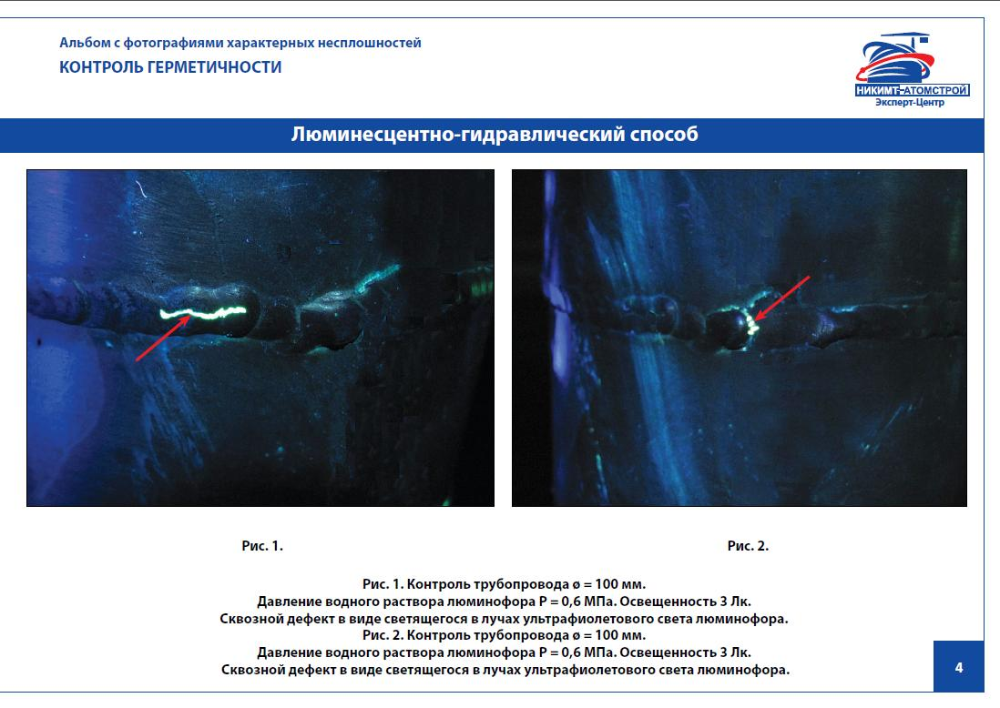 Альбом с фотографиями характерных несплошностей
КОНТРОЛЬ ГЕРМЕТИЧНОСТИ
НИКИМТ-АТОМСТРОЙ
Эксперт-Центр
Люминесцентно-гидравлический способ
Рис. 1.
Рис. 2.
Рис. 1. Контроль трубопровода ø = 100 мм.
Давление водного раствора люминофора Р = 0,6 МПа. Освещенность 3 Лк.
Сквозной дефект в виде светящегося в лучах ультрафиолетового света люминофора.
Рис. 2. Контроль трубопровода ø = 100 мм.
Давление водного раствора люминофора Р = 0,6 МПа. Освещенность 3 Лк.
Сквозной дефект в виде светящегося в лучах ультрафиолетового света люминофора.
4